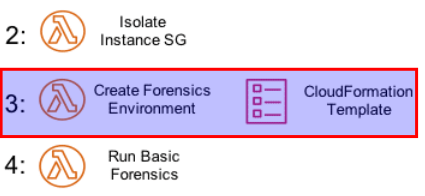 2:
Isolate
Instance SG
3:
Create Forensics
Environment
CloudFormation
Template
4:
Run Basic
Forensics